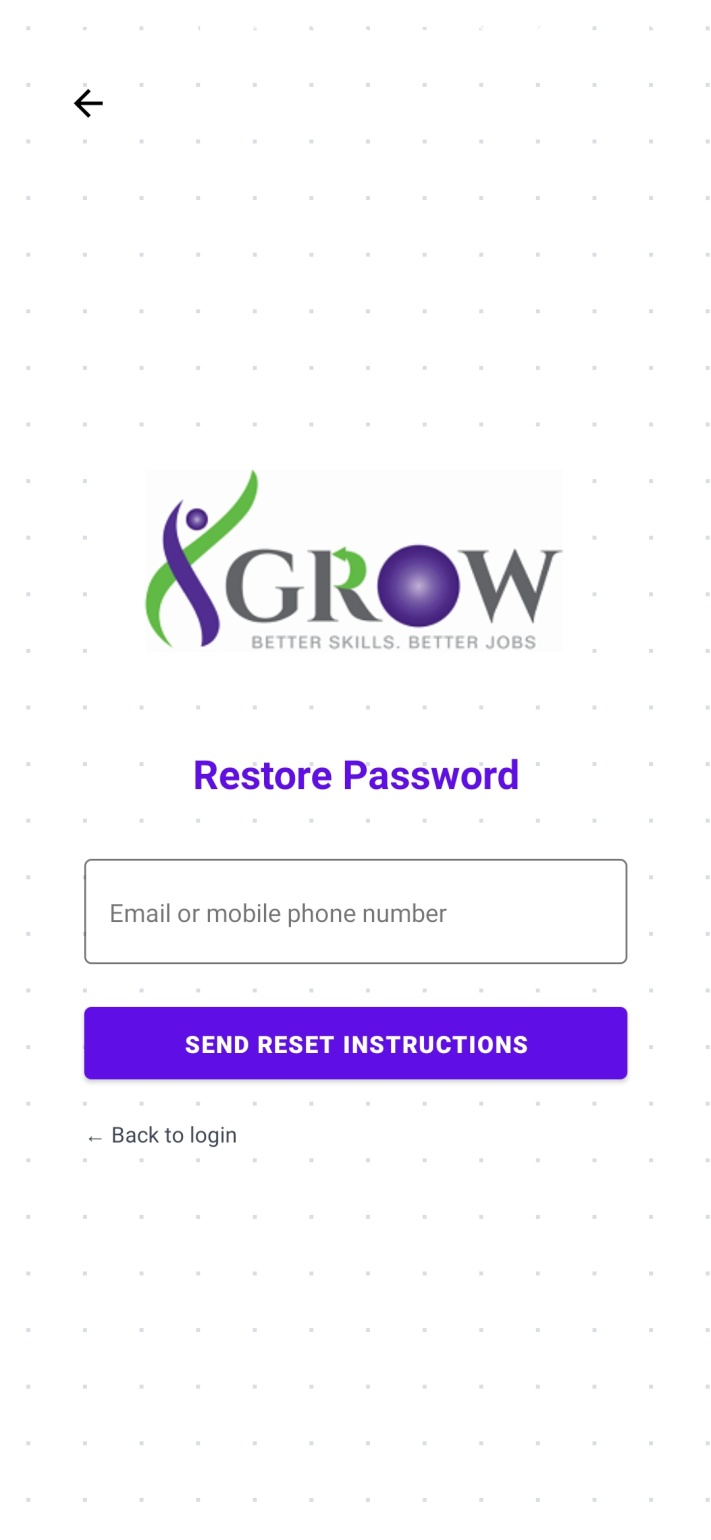 GROW
BETTER SKILLS. BETTER JOBS
Restore Password
Email or mobile phone number
SEND RESET INSTRUCTIONS
← Back to login